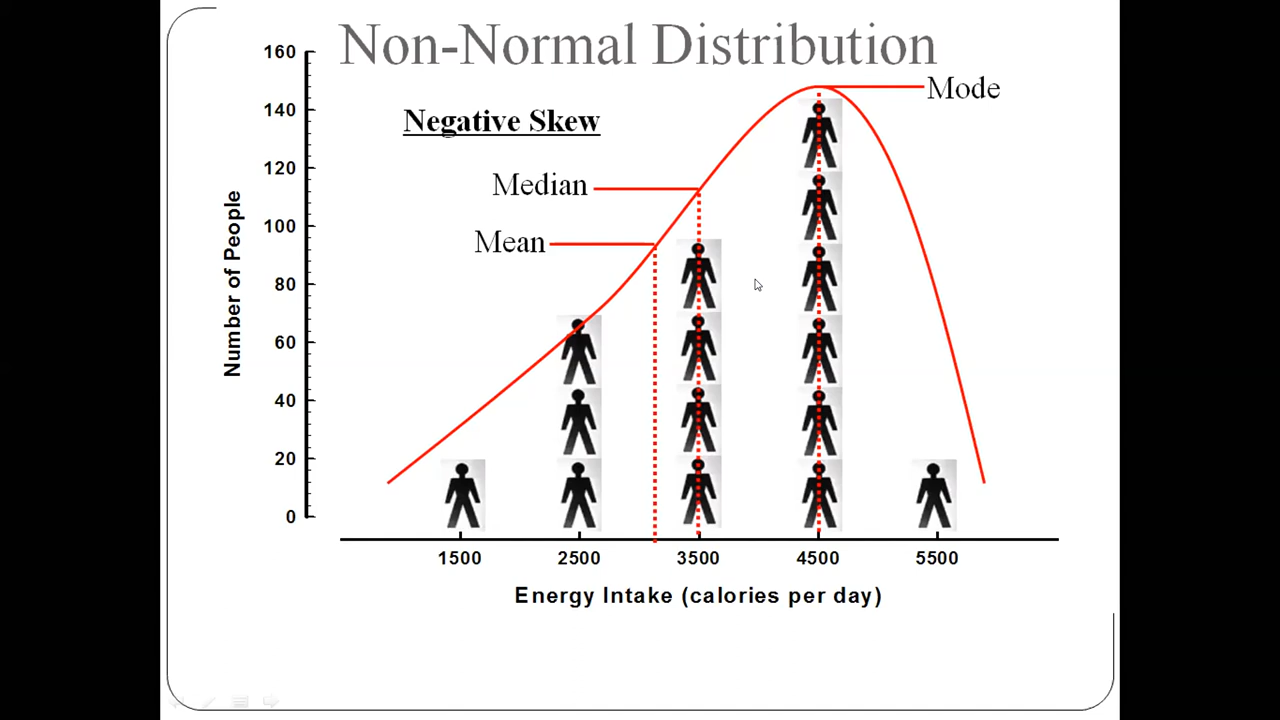 Non-Normal Distribution
Negative Skew
Mode
Median
Mean
Number of People
160
140
120
100
80
60
40
20
0
1500 2500 3500 4500 5500
Energy Intake (calories per day)